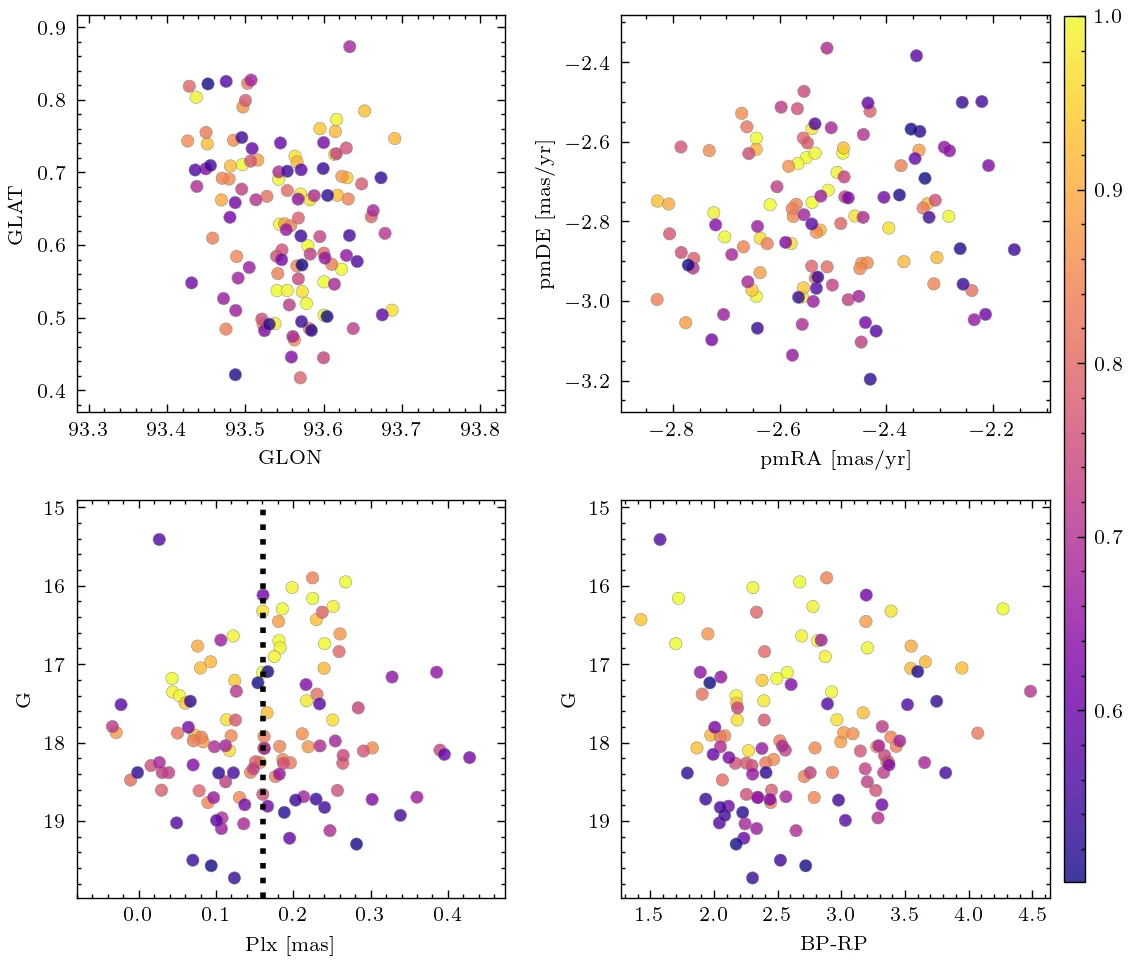 0.9
0.8
0.7
0.6
0.5
0.4
GLAT
93.3 93.4 93.5 93.6 93.7 93.8
GLON
−2.4
−2.6
−2.8
−3.0
−3.2
pmDE [mas/yr]
−2.8 −2.6 −2.4 −2.2
pmRA [mas/yr]
1.0
0.9
0.8
0.7
0.6
15
16
17
18
19
G
0.0 0.1 0.2 0.3 0.4
Plx [mas]
15
16
17
18
19
G
1.5 2.0 2.5 3.0 3.5 4.0 4.5
BP-RP